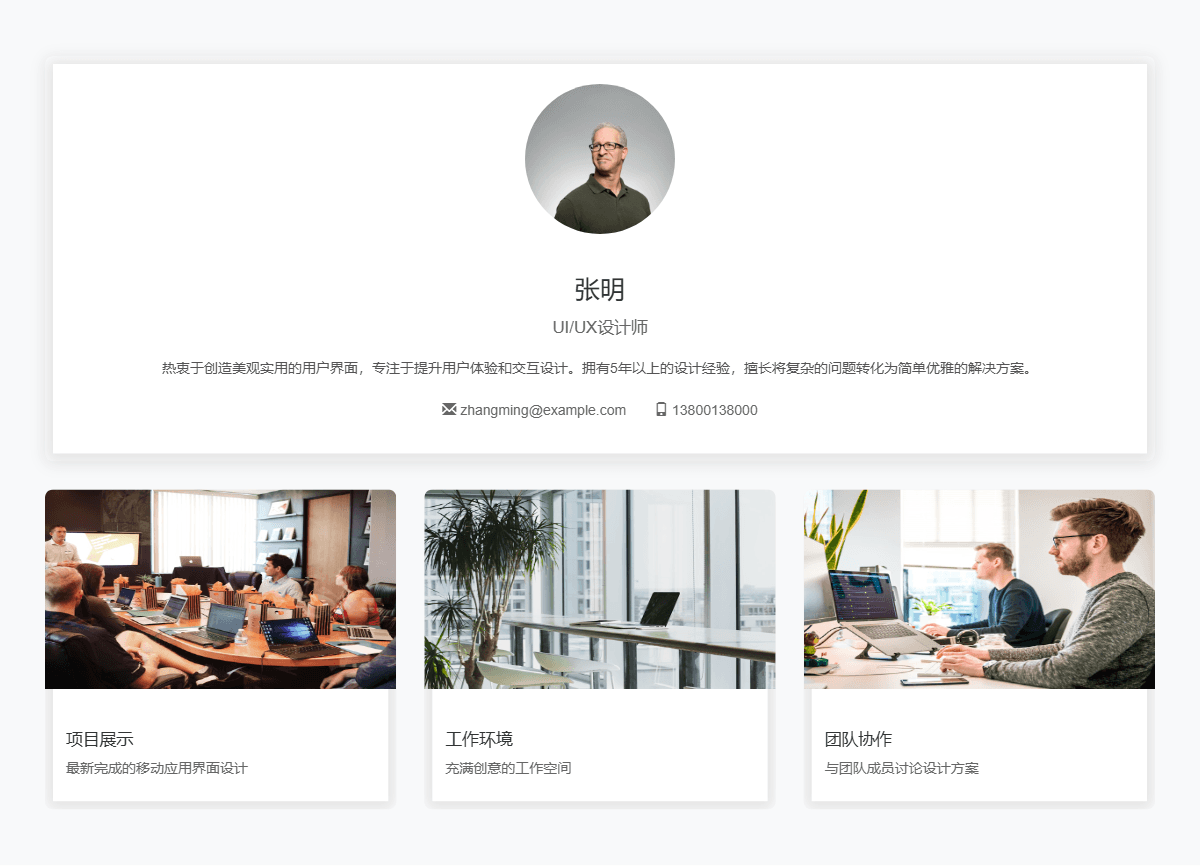 张明
UI/UX设计师
热衷于创造美观实用的用户界面，专注于提升用户体验和交互设计。拥有5年以上的设计经验，擅长将复杂的问题转化为简单优雅的解决方案。
zhangming@example.com 13800138000
项目展示
最新完成的移动应用界面设计
工作环境
充满创意的工作空间
团队协作
与团队成员讨论设计方案